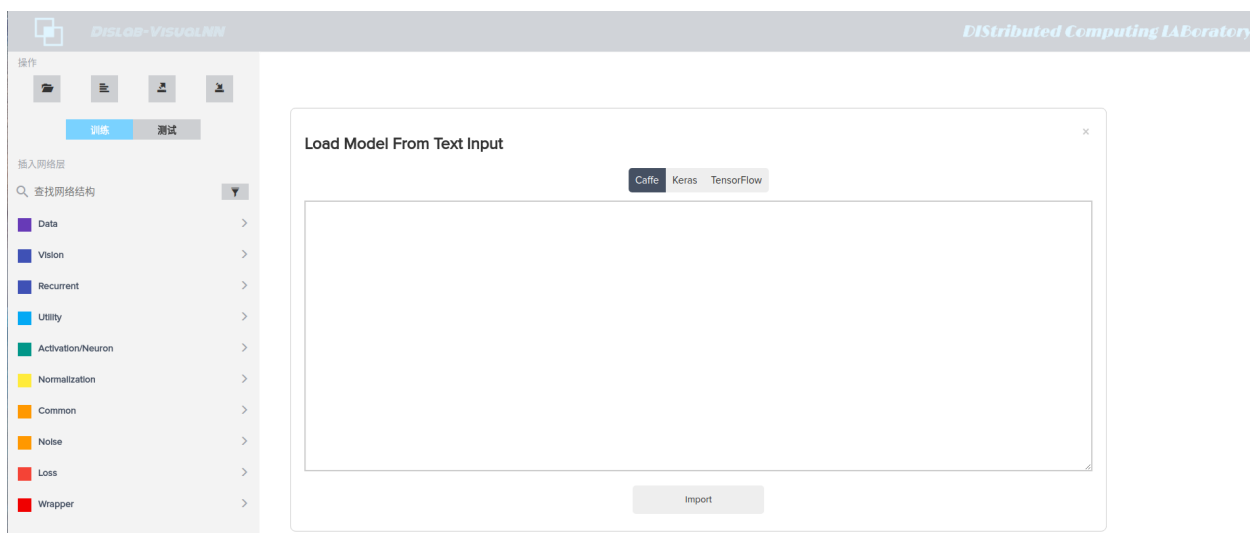 DISLAB-VISUALNN
DIStributed Computing LABoratory
操作
训练 测试
插入网络层
查找网络结构
Data
Vision
Recurrent
Utility
Activation/Neuron
Normalization
Common
Noise
Loss
Wrapper
Load Model From Text Input
×
Caffe Keras TensorFlow
Import